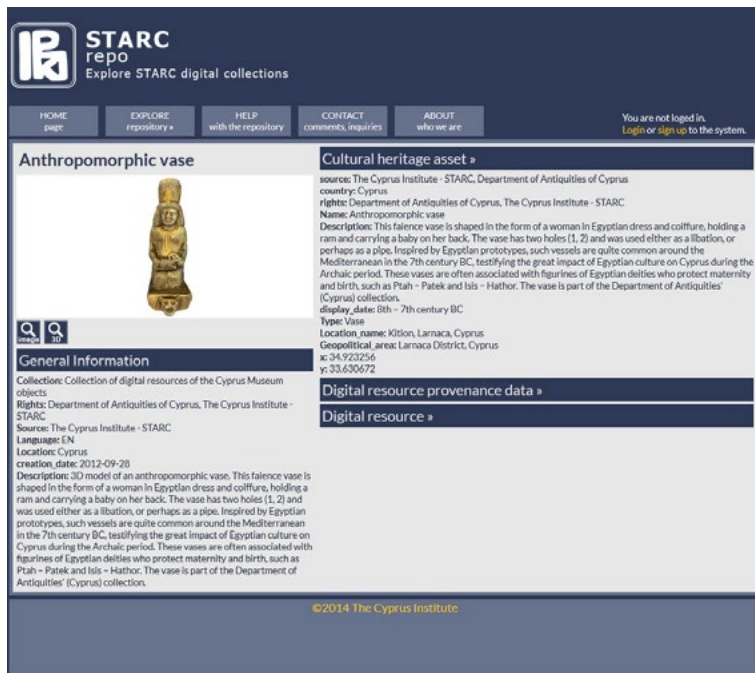 STARC
repo
Explore STARC digital collections
HOME
page
EXPLORE
repository »
HELP
with the repository
CONTACT
comments, inquiries
ABOUT
who we are
You are not loged in.
Login or sign up to the system.
Anthropomorphic vase
image
3D
General Information
Collection: Collection of digital resources of the Cyprus Museum
objects
Rights: Department of Antiquities of Cyprus, The Cyprus Institute -
STARC
Source: The Cyprus Institute - STARC
Language: EN
Location: Cyprus
creation_date: 2012-09-28
Description: 3D model of an anthropomorphic vase. This faience vase is
shaped in the form of a woman in Egyptian dress and coiffure, holding a
ram and carrying a baby on her back. The vase has two holes (1, 2) and
was used either as a libation, or perhaps as a pipe. Inspired by Egyptian
prototypes, such vessels are quite common around the Mediterranean
in the 7th century BC, testifying the great impact of Egyptian culture on
Cyprus during the Archaic period. These vases are often associated with
figurines of Egyptian deities who protect maternity and birth, such as
Ptah – Patek and Isis – Hathor. The vase is part of the Department of
Antiquities' (Cyprus) collection.
Cultural heritage asset »
source: The Cyprus Institute - STARC, Department of Antiquities of Cyprus
country: Cyprus
rights: Department of Antiquities of Cyprus, The Cyprus Institute - STARC
Name: Anthropomorphic vase
Description: This faience vase is shaped in the form of a woman in Egyptian dress and coiffure, holding a
ram and carrying a baby on her back. The vase has two holes (1, 2) and was used either as a libation, or
perhaps as a pipe. Inspired by Egyptian prototypes, such vessels are quite common around the
Mediterranean in the 7th century BC, testifying the great impact of Egyptian culture on Cyprus during the
Archaic period. These vases are often associated with figurines of Egyptian deities who protect maternity
and birth, such as Ptah – Patek and Isis – Hathor. The vase is part of the Department of Antiquities'
(Cyprus) collection.
display_date: 8th – 7th century BC
Type: Vase
Location_name: Kition, Larnaca, Cyprus
Geopolitical_area: Larnaca District, Cyprus
x: 34.923256
y: 33.630672
Digital resource provenance data »
Digital resource »
©2014 The Cyprus Institute